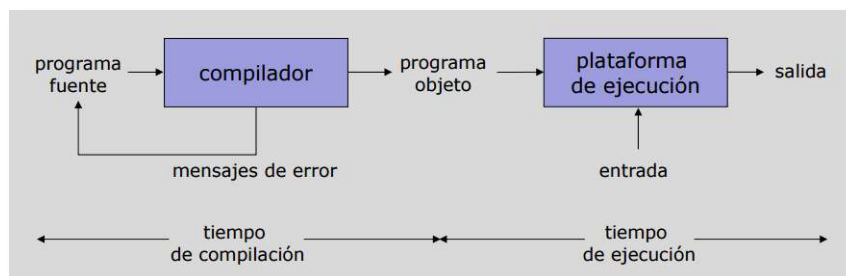 programa
fuente
compilador
programa
objeto
plataforma
de ejecución
salida
mensajes de error
entrada
tiempo
de compilación
tiempo
de ejecución